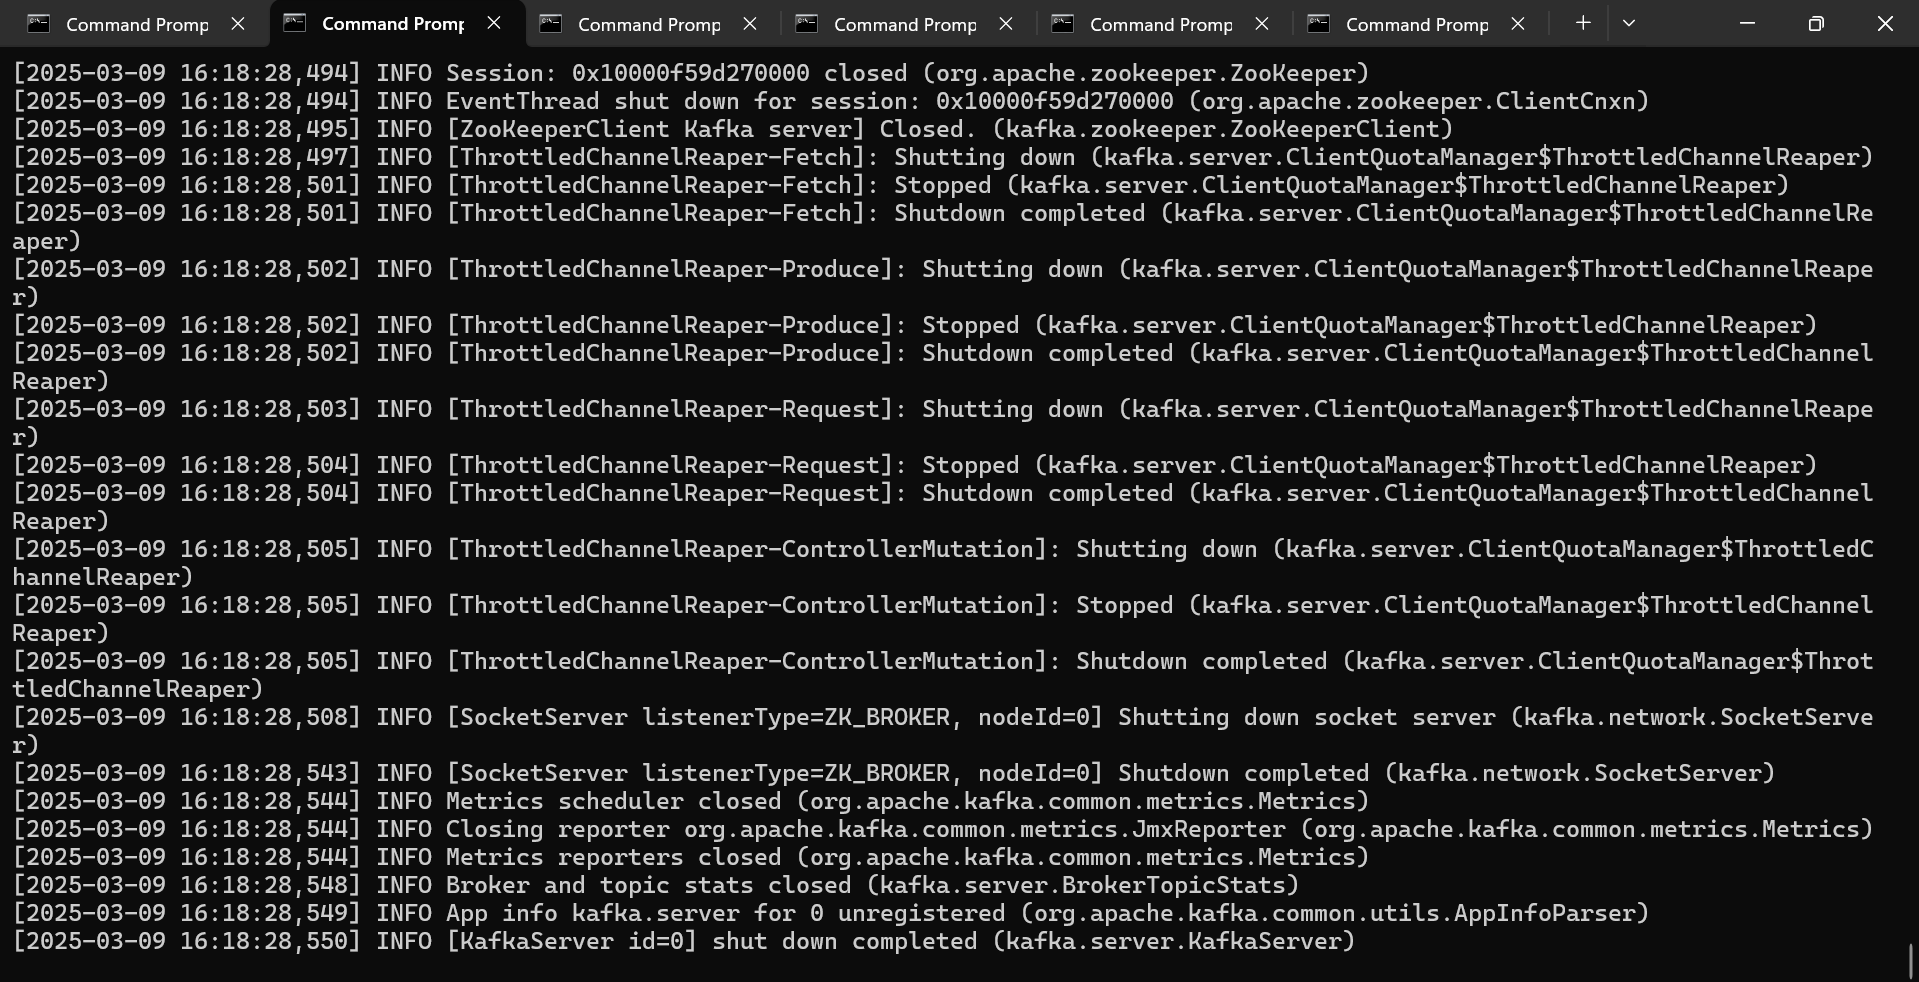 Command Promp
Command Promp
Command Promp
Command Promp
Command Promp
Command Promp
[2025-03-09 16:18:28,494] INFO Session: 0x10000f59d270000 closed (org.apache.zookeeper.ZooKeeper)
[2025-03-09 16:18:28,494] INFO EventThread shut down for session: 0x10000f59d270000 (org.apache.zookeeper.ClientCnxn)
[2025-03-09 16:18:28,495] INFO [ZooKeeperClient Kafka server] Closed. (kafka.zookeeper.ZooKeeperClient)
[2025-03-09 16:18:28,497] INFO [ThrottledChannelReaper-Fetch]: Shutting down (kafka.server.ClientQuotaManager$ThrottledChannelReaper)
[2025-03-09 16:18:28,501] INFO [ThrottledChannelReaper-Fetch]: Stopped (kafka.server.ClientQuotaManager$ThrottledChannelReaper)
[2025-03-09 16:18:28,501] INFO [ThrottledChannelReaper-Fetch]: Shutdown completed (kafka.server.ClientQuotaManager$ThrottledChannelRe
aper)
[2025-03-09 16:18:28,502] INFO [ThrottledChannelReaper-Produce]: Shutting down (kafka.server.ClientQuotaManager$ThrottledChannelReape
r)
[2025-03-09 16:18:28,502] INFO [ThrottledChannelReaper-Produce]: Stopped (kafka.server.ClientQuotaManager$ThrottledChannelReaper)
[2025-03-09 16:18:28,502] INFO [ThrottledChannelReaper-Produce]: Shutdown completed (kafka.server.ClientQuotaManager$ThrottledChannel
Reaper)
[2025-03-09 16:18:28,503] INFO [ThrottledChannelReaper-Request]: Shutting down (kafka.server.ClientQuotaManager$ThrottledChannelReape
r)
[2025-03-09 16:18:28,504] INFO [ThrottledChannelReaper-Request]: Stopped (kafka.server.ClientQuotaManager$ThrottledChannelReaper)
[2025-03-09 16:18:28,504] INFO [ThrottledChannelReaper-Request]: Shutdown completed (kafka.server.ClientQuotaManager$ThrottledChannel
Reaper)
[2025-03-09 16:18:28,505] INFO [ThrottledChannelReaper-ControllerMutation]: Shutting down (kafka.server.ClientQuotaManager$ThrottledC
hannelReaper)
[2025-03-09 16:18:28,505] INFO [ThrottledChannelReaper-ControllerMutation]: Stopped (kafka.server.ClientQuotaManager$ThrottledChannel
Reaper)
[2025-03-09 16:18:28,505] INFO [ThrottledChannelReaper-ControllerMutation]: Shutdown completed (kafka.server.ClientQuotaManager$Throt
tledChannelReaper)
[2025-03-09 16:18:28,508] INFO [SocketServer listenerType=ZK_BROKER, nodeId=0] Shutting down socket server (kafka.network.SocketServe
r)
[2025-03-09 16:18:28,543] INFO [SocketServer listenerType=ZK_BROKER, nodeId=0] Shutdown completed (kafka.network.SocketServer)
[2025-03-09 16:18:28,544] INFO Metrics scheduler closed (org.apache.kafka.common.metrics.Metrics)
[2025-03-09 16:18:28,544] INFO Closing reporter org.apache.kafka.common.metrics.JmxReporter (org.apache.kafka.common.metrics.Metrics)
[2025-03-09 16:18:28,544] INFO Metrics reporters closed (org.apache.kafka.common.metrics.Metrics)
[2025-03-09 16:18:28,548] INFO Broker and topic stats closed (kafka.server.BrokerTopicStats)
[2025-03-09 16:18:28,549] INFO App info kafka.server for 0 unregistered (org.apache.kafka.common.utils.AppInfoParser)
[2025-03-09 16:18:28,550] INFO [KafkaServer id=0] shut down completed (kafka.server.KafkaServer)